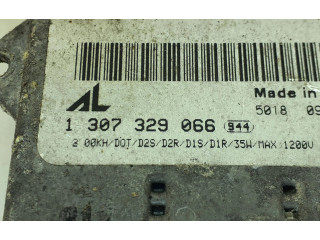 Made in
AL
5018 09
1 307 329 066 944
2 00KH/DOT/D2S/D2R/D1S/D1R/35W/MAX:1200V